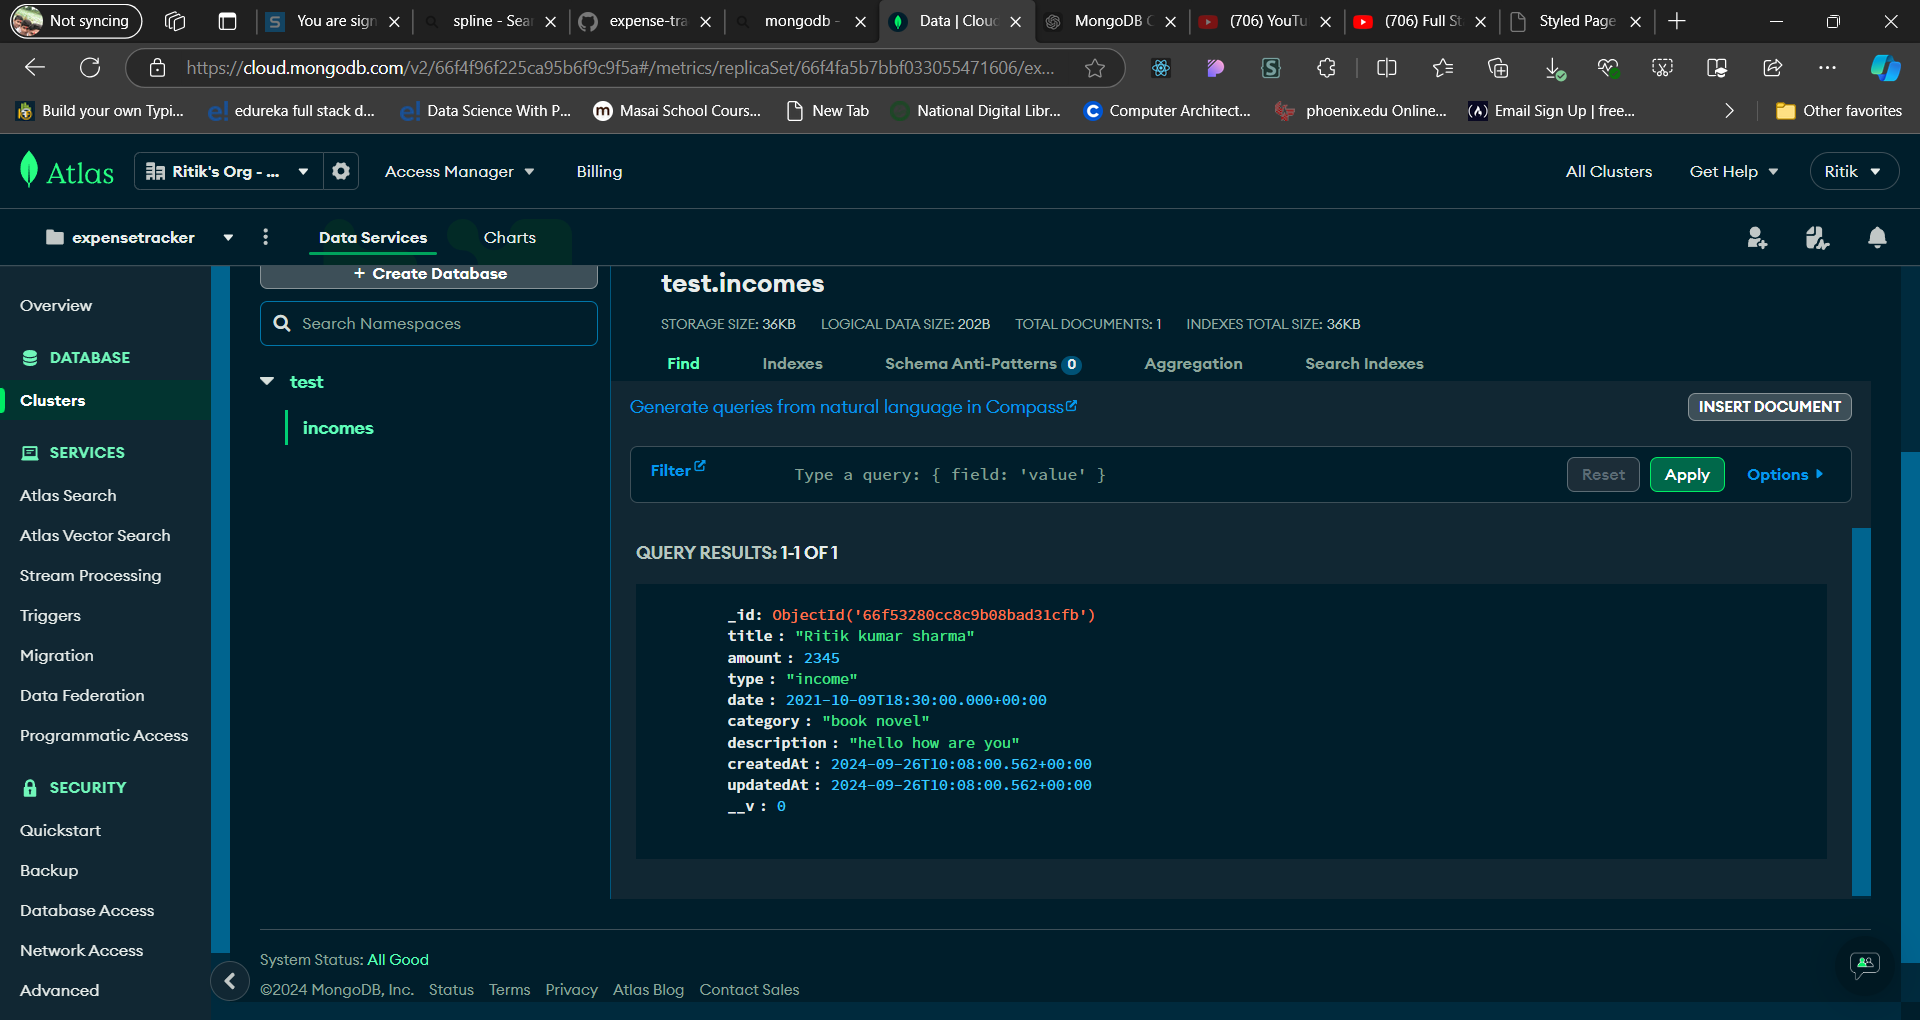 Not syncing
You are sign
spline - Sear
expense-tra
mongodb -
Data | Clou
MongoDB C
(706) YouTu
(706) Full St
Styled Page
https://cloud.mongodb.com/v2/66f4f96f225ca95b6f9c9f5a#/metrics/replicaSet/66f4fa5b7bbf033055471606/ex...
Build your own Typi...
edureka full stack d...
Data Science With P...
Masai School Cours...
New Tab
National Digital Libr...
Computer Architect...
phoenix.edu Online...
Email Sign Up | free...
Other favorites
Atlas
Ritik's Org - ...
Access Manager
Billing
All Clusters
Get Help
Ritik
expensetracker
Data Services
Charts
Overview
DATABASE
Clusters
SERVICES
Atlas Search
Atlas Vector Search
Stream Processing
Triggers
Migration
Data Federation
Programmatic Access
SECURITY
Quickstart
Backup
Database Access
Network Access
Advanced
+ Create Database
Search Namespaces
test
incomes
test.incomes
STORAGE SIZE: 36KB LOGICAL DATA SIZE: 202B TOTAL DOCUMENTS: 1 INDEXES TOTAL SIZE: 36KB
Find Indexes Schema Anti-Patterns 0 Aggregation Search Indexes
Generate queries from natural language in Compass
INSERT DOCUMENT
Filter
Type a query: { field: 'value' }
Reset
Apply
Options
QUERY RESULTS: 1-1 OF 1
_id: ObjectId('66f53280cc8c9b08bad31cfb')
title : "Ritik kumar sharma"
amount : 2345
type : "income"
date : 2021-10-09T18:30:00.000+00:00
category : "book novel"
description : "hello how are you"
createdAt : 2024-09-26T10:08:00.562+00:00
updatedAt : 2024-09-26T10:08:00.562+00:00
__v : 0
System Status: All Good
©2024 MongoDB, Inc. Status Terms Privacy Atlas Blog Contact Sales